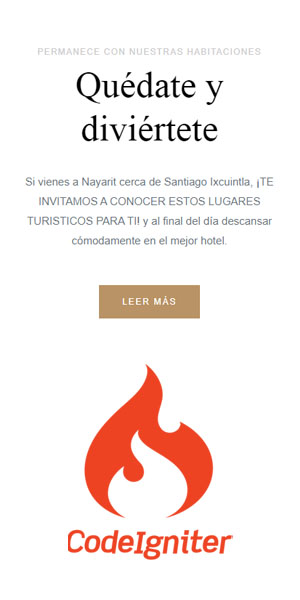 PERMANECE CON NUESTRAS HABITACIONES
Quédate y
diviértete
Si vienes a Nayarit cerca de Santiago Ixcuintla, ¡TE
INVITAMOS A CONOCER ESTOS LUGARES
TURISTICOS PARA TI! y al final del día descansar
cómodamente en el mejor hotel.
LEER MÁS
CodeIgniter